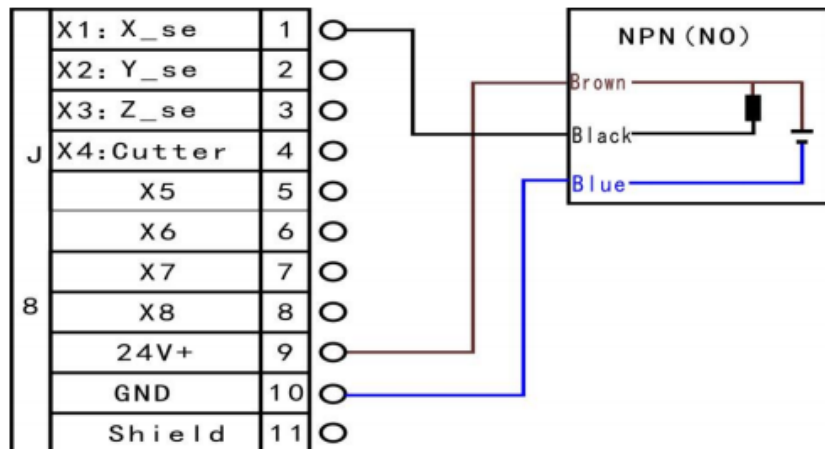 X1: X_se 1
X2: Y_se 2
X3: Z_se 3
J X4:Cutter 4
X5 5
X6 6
X7 7
8 X8 8
24V+ 9
GND 10
Shield 11
NPN(NO)
Brown
Black
Blue